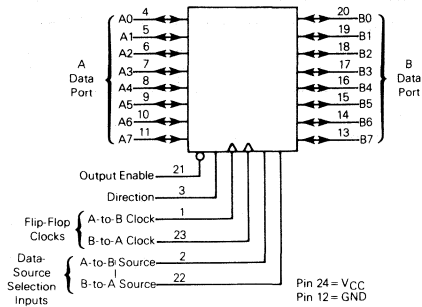 A0 4 20 B0
A1 5 19 B1
A2 6 18 B2
A A3 7 17 B3 B
Data A4 8 16 B4 Data
Port A5 9 15 B5 Port
A6 10 14 B6
A7 11 13 B7
Output Enable 21
Direction 3
Flip-Flop Clocks
A-to-B Clock 1
B-to-A Clock 23
Data-Source Selection Inputs
A-to-B Source 2
B-to-A Source 22
Pin 24 = VCC
Pin 12 = GND